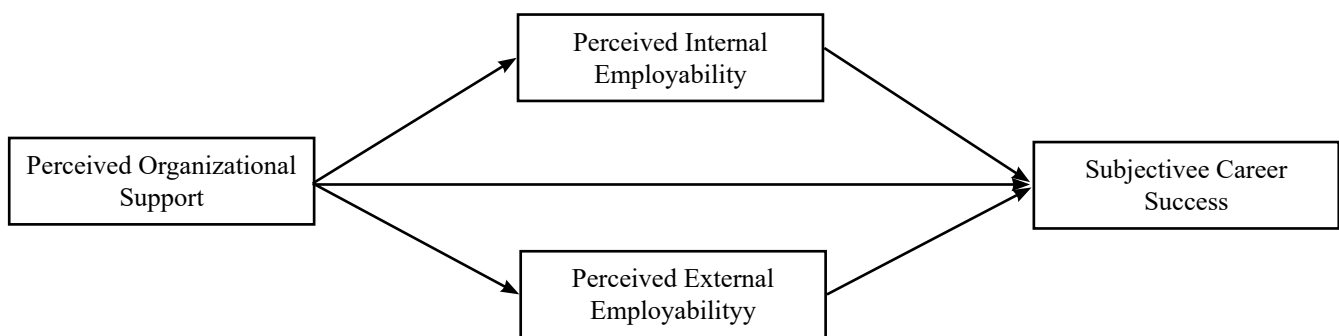 Perceived Internal
Employability
Perceived Organizational
Support
Subjectivee Career
Success
Perceived External
Employabilityy